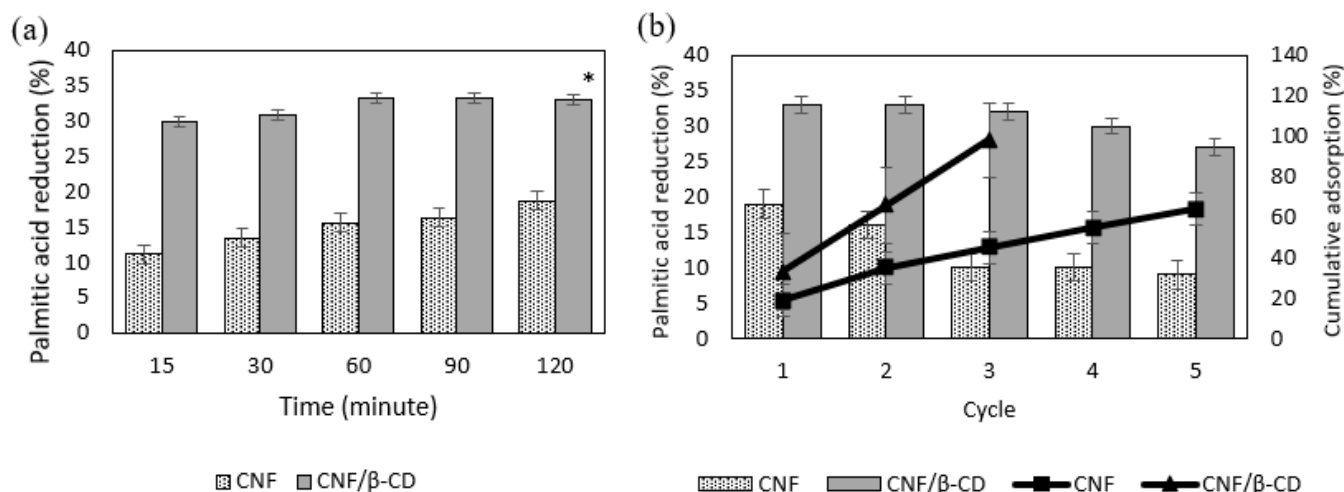 (a)
Palmitic acid reduction (%)
40
35
30
25
20
15
10
5
0
*
15 30 60 90 120
Time (minute)
CNF CNF/β-CD
(b)
Palmitic acid reduction (%)
40
35
30
25
20
15
10
5
0
140
120
100
80
60
40
20
0
Cumulative adsorption (%)
1 2 3 4 5
Cycle
CNF CNF/β-CD CNF CNF/β-CD